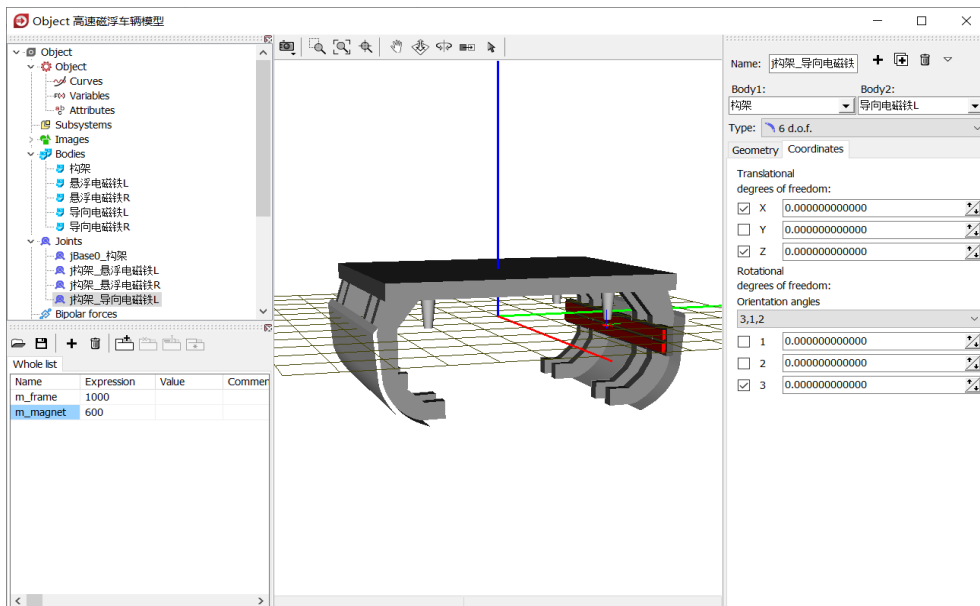 Object 高速磁浮车辆模型
Object
Object
Curves
Variables
Attributes
Subsystems
Images
Bodies
构架
悬浮电磁铁L
悬浮电磁铁R
导向电磁铁L
导向电磁铁R
Joints
jBase0_构架
j构架_悬浮电磁铁L
j构架_悬浮电磁铁R
j构架_导向电磁铁L
Bipolar forces
Whole list
Name Expression Value Commen
m_frame 1000
m_magnet 600
Name: j构架_导向电磁铁
Body1: Body2:
构架 导向电磁铁L
Type: 6 d.o.f.
Geometry Coordinates
Translational
degrees of freedom:
X 0.000000000000
Y 0.000000000000
Z 0.000000000000
Rotational
degrees of freedom:
Orientation angles
3,1,2
1 0.000000000000
2 0.000000000000
3 0.000000000000